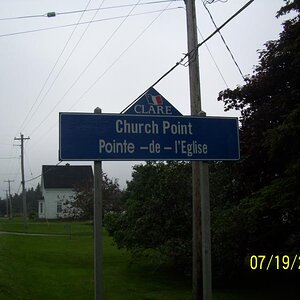 CLARE
Church Point
Pointe - de - l'Eglise
07/19/2